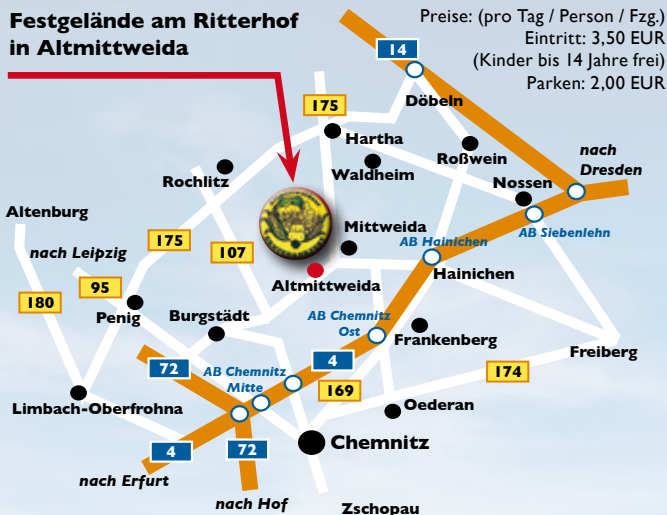 Festgelände am Ritterhof
in Altmittweida
Preise: (pro Tag / Person / Fzg.)
Eintritt: 3,50 EUR
(Kinder bis 14 Jahre frei)
Parken: 2,00 EUR
14
Döbeln
175
Hartha
Roßwein
nach
Dresden
Waldheim
Rochlitz
Nossen
Altenburg
Mittweida
AB Siebenlehn
nach Leipzig
175
107
AB Hainichen
Hainichen
Altmittweida
95
180
Penig
Burgstädt
AB Chemnitz
Ost
Frankenberg
Freiberg
72
AB Chemnitz
Mitte
4
174
169
Limbach-Oberfrohna
Oederan
Chemnitz
4
72
nach Erfurt
nach Hof
Zschopau